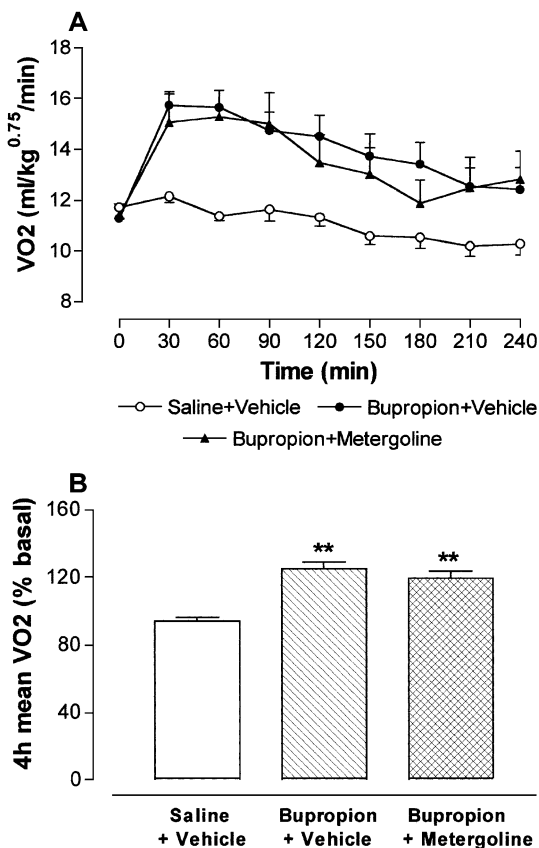 A
18
16
14
12
10
8
VO2 (ml/kg0.75/min)
0 30 60 90 120 150 180 210 240
Time (min)
Saline+Vehicle Bupropion+Vehicle
Bupropion+Metergoline
B
160
120
80
40
0
4h mean VO2 (% basal)
** **
Saline Bupropion Bupropion
+ Vehicle + Vehicle + Metergoline